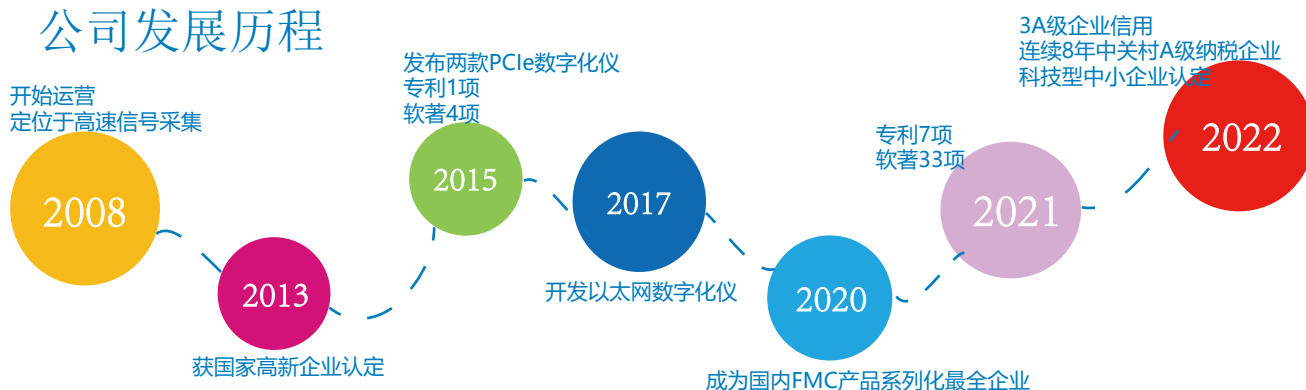 公司发展历程
开始运营
定位于高速信号采集
2008
2013
获国家高新企业认定
发布两款PCIe数字化仪
专利1项
软著4项
2015
2017
开发以太网数字化仪
2020
成为国内FMC产品系列化最全企业
专利7项
软著33项
2021
3A级企业信用
连续8年中关村A级纳税企业
科技型中小企业认定
2022